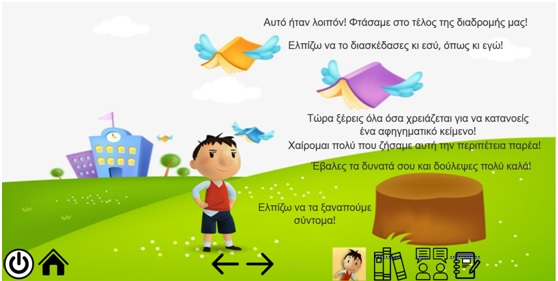 Αυτό ήταν λοιπόν! Φτάσαμε στο τέλος της διαδρομής μας!
Ελπίζω να το διασκέδασες κι εσύ, όπως κι εγώ!
Τώρα ξέρεις όλα όσα χρειάζεται για να κατανοείς
ένα αφηγηματικό κείμενο!
Χαίρομαι πολύ που ζήσαμε αυτή την περιπέτεια παρέα!
Έβαλες τα δυνατά σου και δούλεψες πολύ καλά!
Ελπίζω να τα ξαναπούμε
σύντομα!